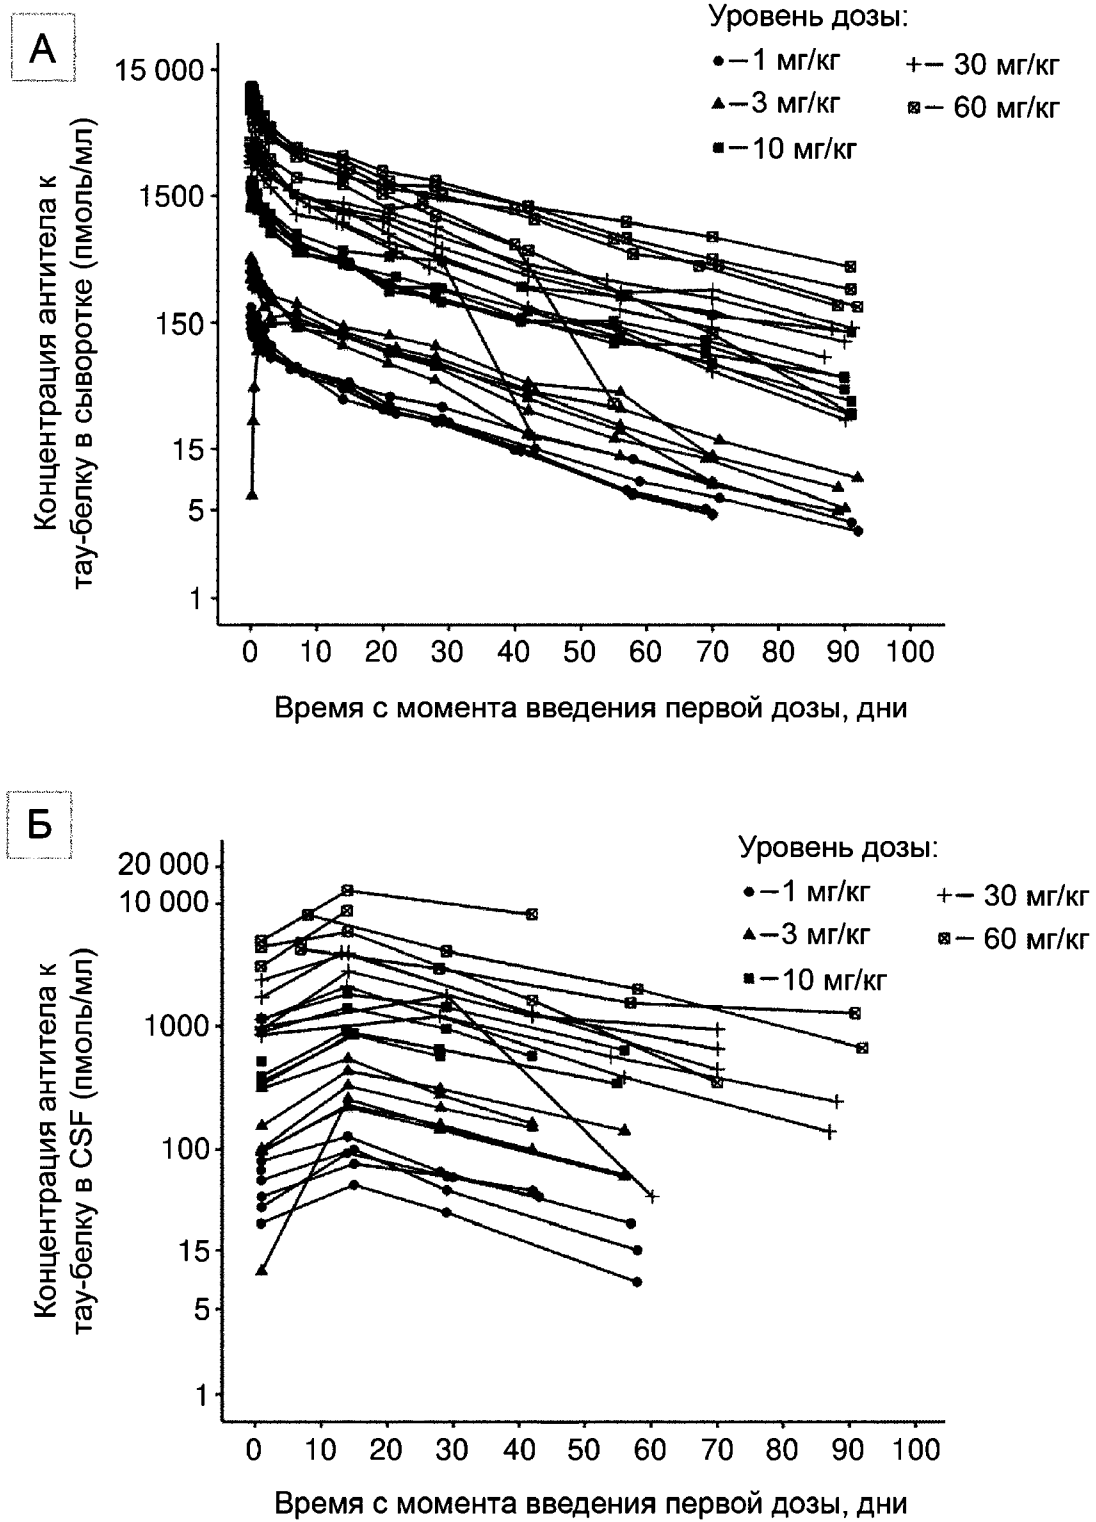 А
Уровень дозы:
1 мг/кг
30 мг/кг
3 мг/кг
60 мг/кг
10 мг/кг
Концентрация антитела к
тау-белку в сыворотке (пмоль/мл)
15 000
1500
150
15
5
1
0 10 20 30 40 50 60 70 80 90 100
Время с момента введения первой дозы, дни
Б
Уровень дозы:
1 мг/кг
30 мг/кг
3 мг/кг
60 мг/кг
10 мг/кг
Концентрация антитела к
тау-белку в CSF (пмоль/мл)
20 000
10 000
1000
100
15
5
1
0 10 20 30 40 50 60 70 80 90 100
Время с момента введения первой дозы, дни